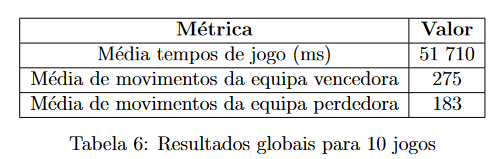 Métrica Valor
Média tempos de jogo (ms) 51 710
Média de movimentos da equipa vencedora 275
Média de movimentos da equipa perdedora 183
Tabela 6: Resultados globais para 10 jogos